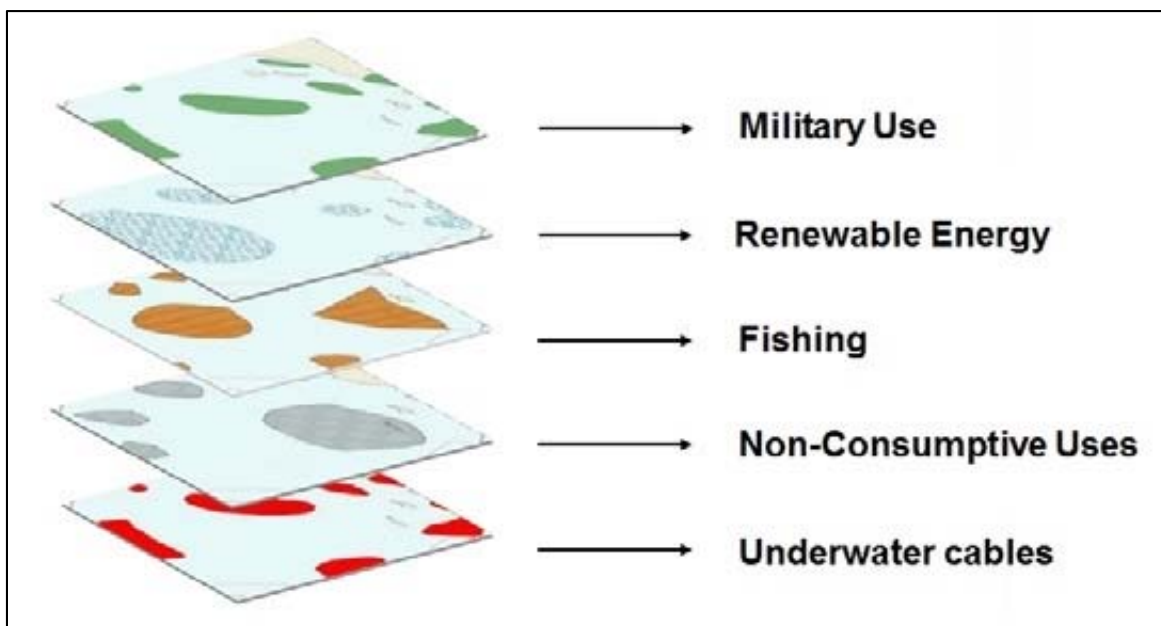 Military Use
Renewable Energy
Fishing
Non-Consumptive Uses
Underwater cables